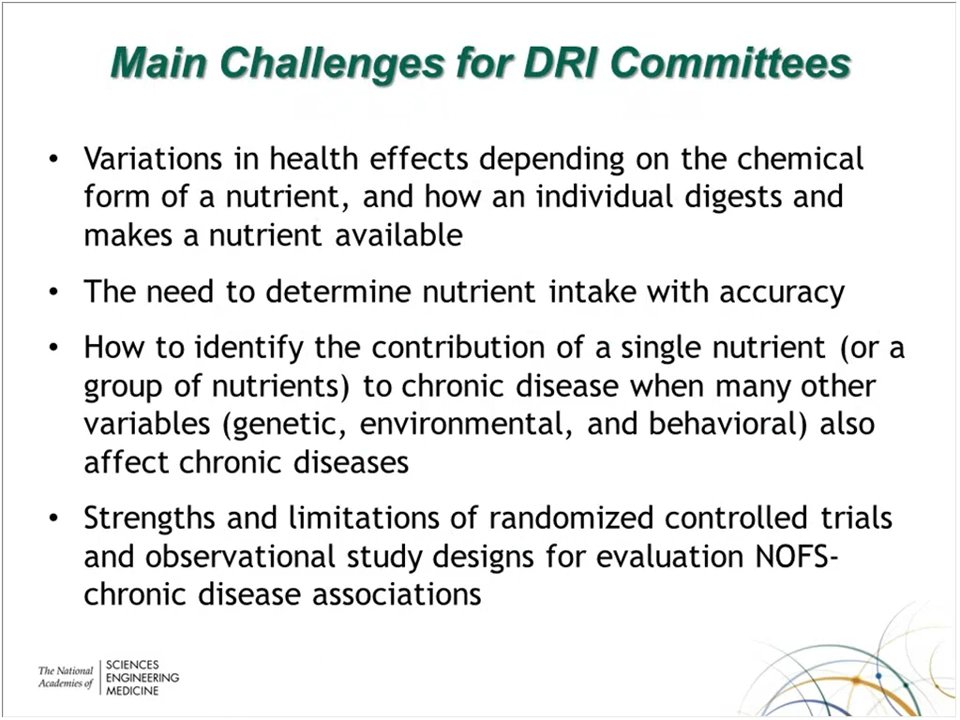 Main Challenges for DRI Committees
• Variations in health effects depending on the chemical
form of a nutrient, and how an individual digests and
makes a nutrient available
• The need to determine nutrient intake with accuracy
• How to identify the contribution of a single nutrient (or a
group of nutrients) to chronic disease when many other
variables (genetic, environmental, and behavioral) also
affect chronic diseases
• Strengths and limitations of randomized controlled trials
and observational study designs for evaluation NOFS-
chronic disease associations
The National
Academies of
SCIENCES
ENGINEERING
MEDICINE